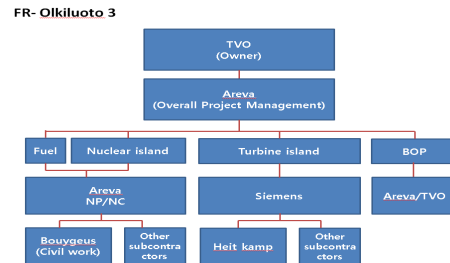 FR- Olkiluoto 3
TVO
(Owner)
Areva
(Overall Project Management)
Fuel
Nuclear island
Turbine island
BOP
Areva
NP/NC
Siemens
Areva/TVO
Bouygeus
(Civil work)
Other
subcontra
ctors
Heit kamp
Other
subcontra
ctors